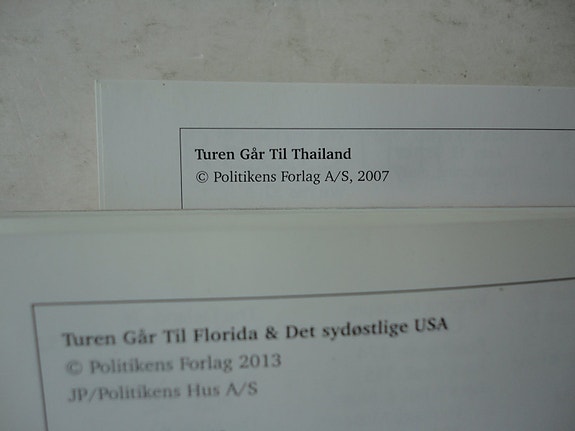 Turen Går Til Thailand
© Politikens Forlag A/S, 2007
Turen Går Til Florida & Det sydøstlige USA
© Politikens Forlag 2013
JP/Politikens Hus A/S